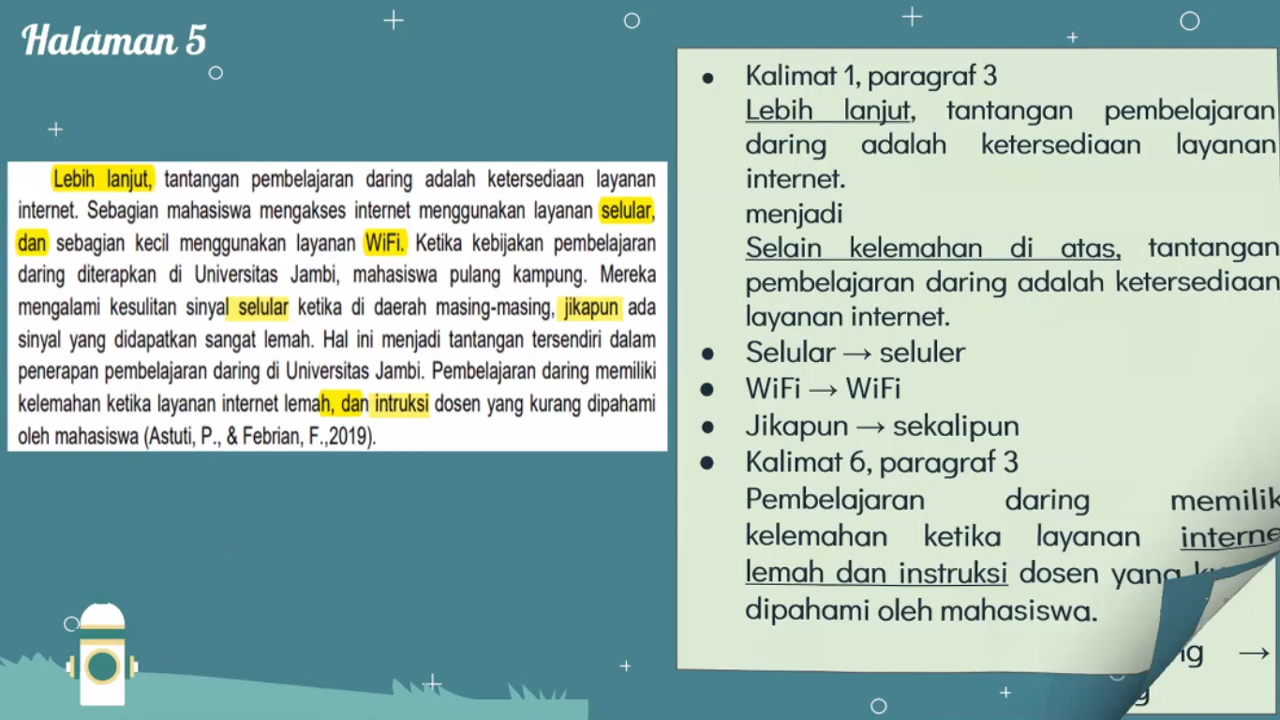 Halaman 5
Lebih lanjut, tantangan pembelajaran daring adalah ketersediaan layanan
internet. Sebagian mahasiswa mengakses internet menggunakan layanan selular,
dan sebagian kecil menggunakan layanan WiFi. Ketika kebijakan pembelajaran
daring diterapkan di Universitas Jambi, mahasiswa pulang kampung. Mereka
mengalami kesulitan sinyal selular ketika di daerah masing-masing, jikapun ada
sinyal yang didapatkan sangat lemah. Hal ini menjadi tantangan tersendiri dalam
penerapan pembelajaran daring di Universitas Jambi. Pembelajaran daring memiliki
kelemahan ketika layanan internet lemah, dan intruksi dosen yang kurang dipahami
oleh mahasiswa (Astuti, P., & Febrian, F.,2019).
• Kalimat 1, paragraf 3
Lebih lanjut, tantangan pembelajaran
daring adalah ketersediaan layanan
internet.
menjadi
Selain kelemahan di atas, tantangan
pembelajaran daring adalah ketersediaan
layanan internet.
• Selular → seluler
• WiFi → WiFi
• Jikapun → sekalipun
• Kalimat 6, paragraf 3
Pembelajaran daring memilik
kelemahan ketika layanan interne
lemah dan instruksi dosen yang
dipahami oleh mahasiswa.
→